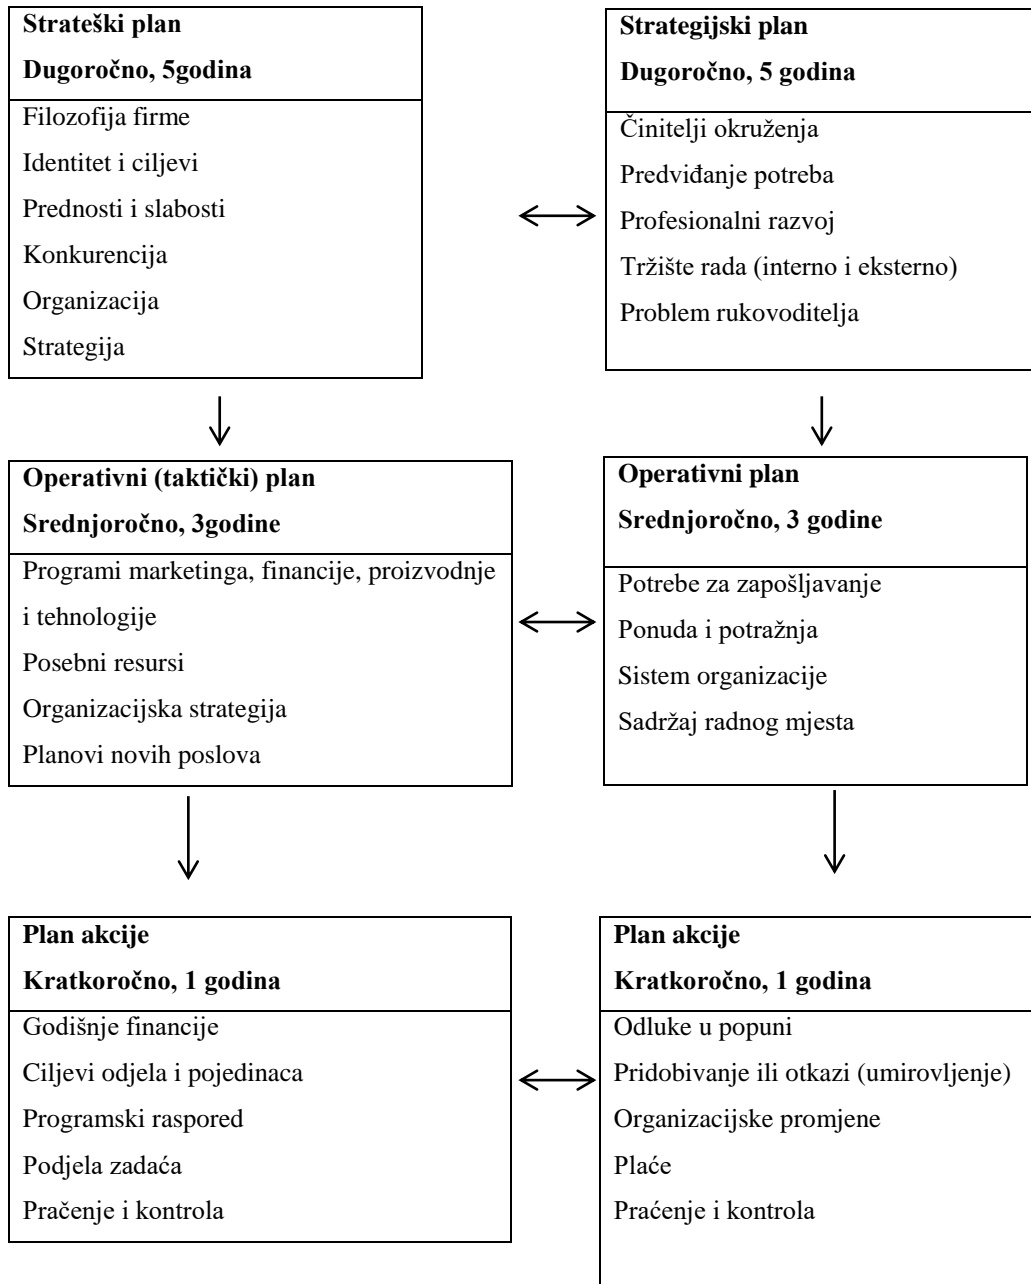 Strateški plan
Dugoročno, 5godina
Filozofija firme
Identitet i ciljevi
Prednosti i slabosti
Konkurencija
Organizacija
Strategija
Strategijski plan
Dugoročno, 5 godina
Činitelji okruženja
Predviđanje potreba
Profesionalni razvoj
Tržište rada (interno i eksterno)
Problem rukovoditelja
Operativni (taktički) plan
Srednjoročno, 3godine
Programi marketinga, financije, proizvodnje
i tehnologije
Posebni resursi
Organizacijska strategija
Planovi novih poslova
Operativni plan
Srednjoročno, 3 godine
Potrebe za zapošljavanje
Ponuda i potražnja
Sistem organizacije
Sadržaj radnog mjesta
Plan akcije
Kratkoročno, 1 godina
Godišnje financije
Ciljevi odjela i pojedinaca
Programski raspored
Podjela zadaća
Pračenje i kontrola
Plan akcije
Kratkoročno, 1 godina
Odluke u popuni
Pridobivanje ili otkazi (umirovljenje)
Organizacijske promjene
Plaće
Praćenje i kontrola